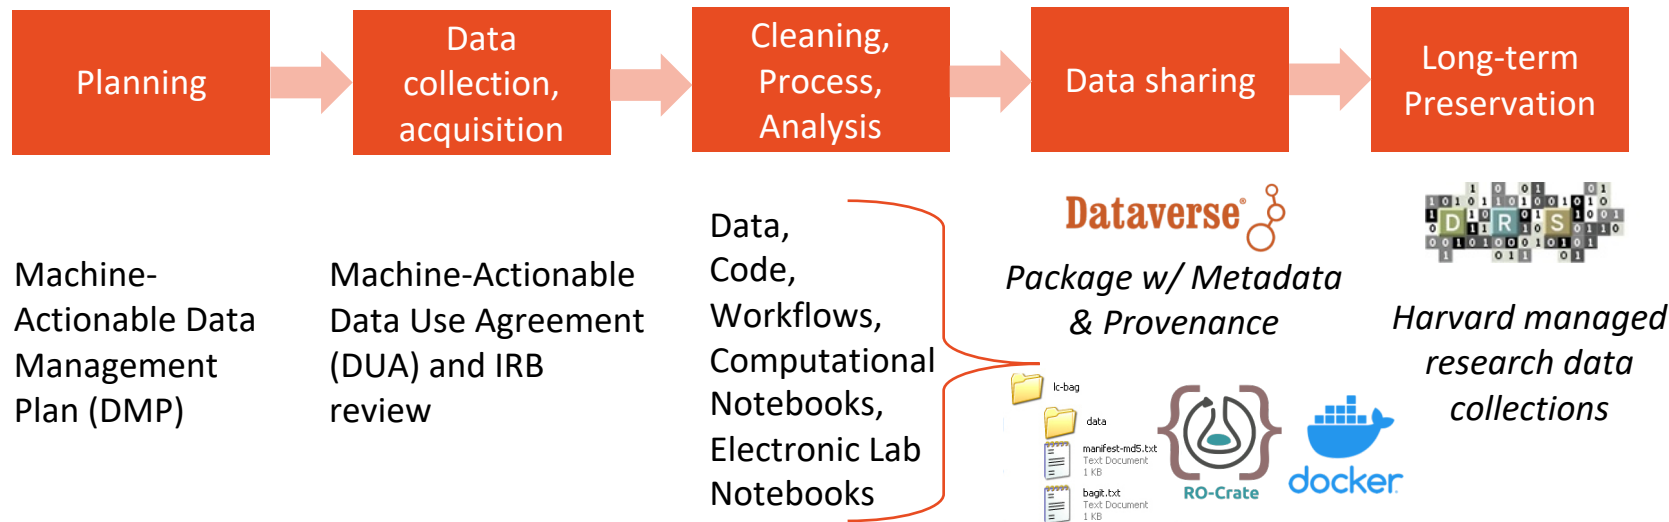 Planning
Data
collection,
acquisition
Cleaning,
Process,
Analysis
Data sharing
Long-term
Preservation
Machine-
Actionable Data
Management
Plan (DMP)
Machine-Actionable
Data Use Agreement
(DUA) and IRB
review
Data,
Code,
Workflows,
Computational
Notebooks,
Electronic Lab
Notebooks
Dataverse®
Package w/ Metadata
& Provenance
lc-bag
data
manifest-md5.txt
Text Document
1 KB
bagit.txt
Text Document
1 KB
RO-Crate
docker
DRS
Harvard managed
research data
collections